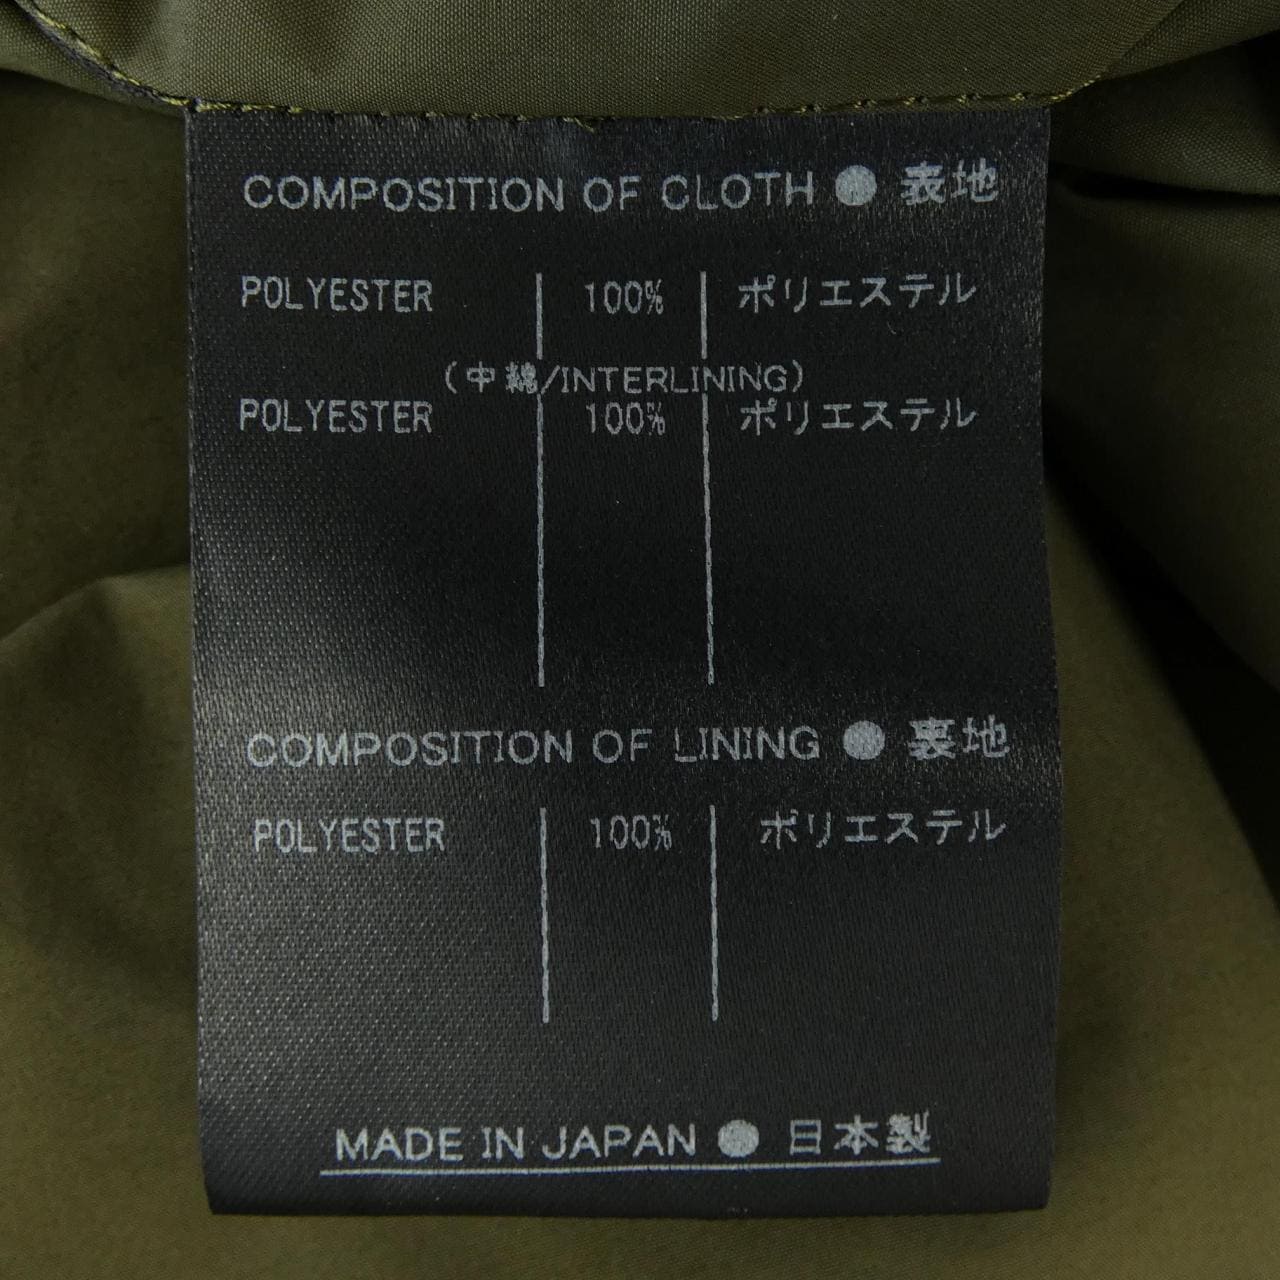 COMPOSITION OF CLOTH ● 表地
POLYESTER 100% ポリエステル
(中綿/INTERLINING)
POLYESTER 100% ポリエステル
COMPOSITION OF LINING ● 裏地
POLYESTER 100% ポリエステル
MADE IN JAPAN ● 日本製